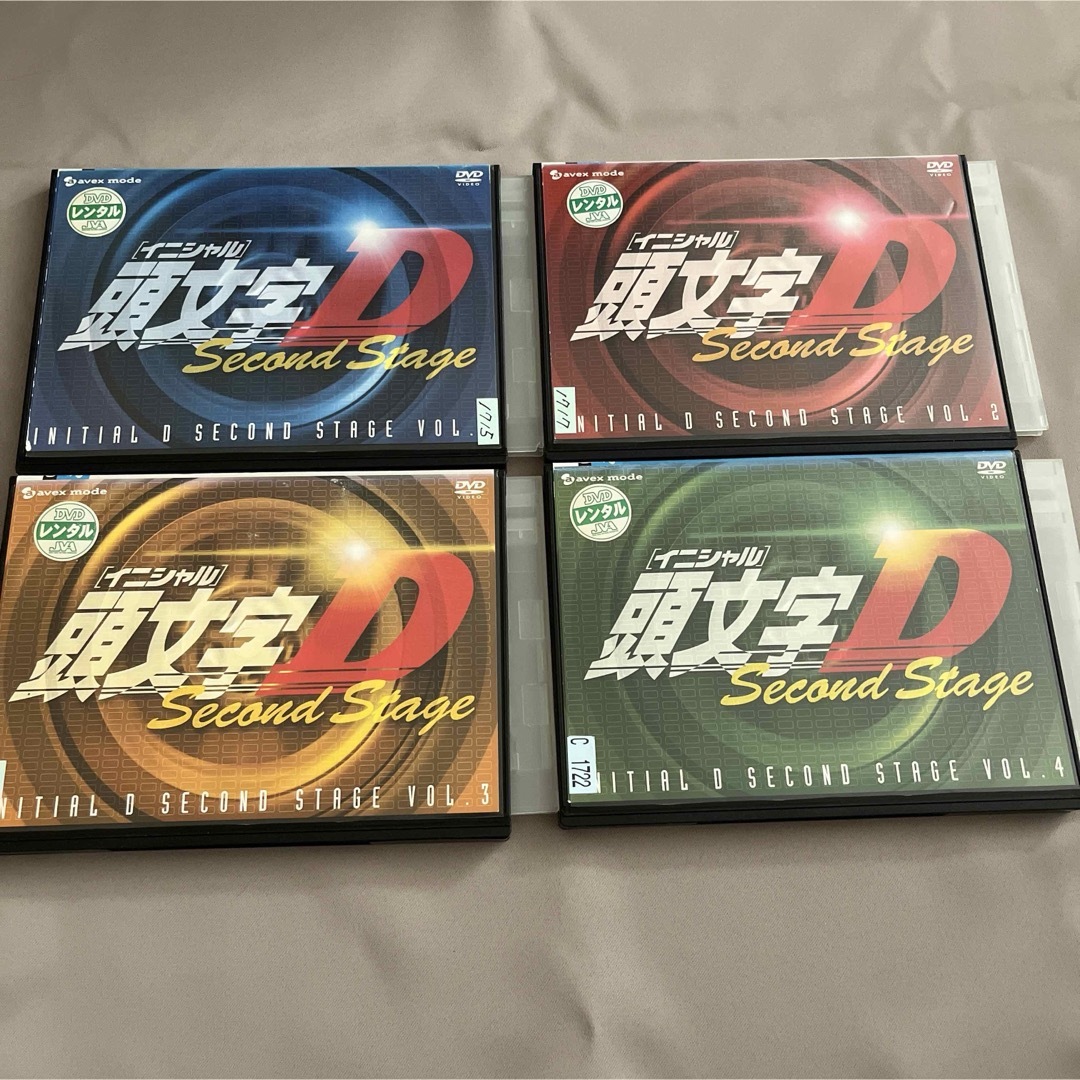 avex mode
DVD
VIDEO
DVD
レンタル
JVA
[イニシャル]
頭文字D
Second Stage
INITIAL D SECOND STAGE VOL.
1715
avex mode
DVD
VIDEO
DVD
レンタル
JVA
[イニシャル]
頭文字D
Second Stage
NITIAL D SECOND STAGE VOL.2
1717
avex mode
DVD
VIDEO
DVD
レンタル
JVA
[イニシャル]
頭文字D
Second Stage
NITIAL D SECOND STAGE VOL.3
avex mode
DVD
VIDEO
DVD
レンタル
JVA
[イニシャル]
頭文字D
Second Stage
NITIAL D SECOND STAGE VOL.4
C 1722